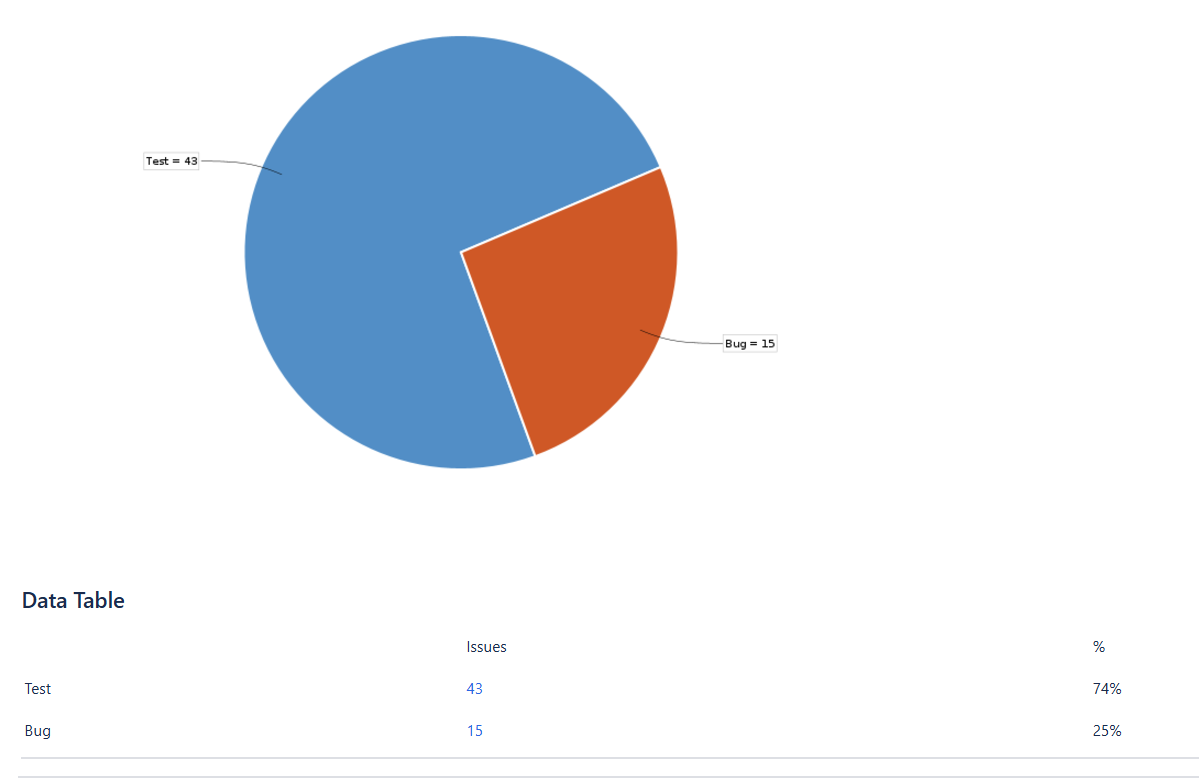 Test = 43
Bug = 15
Data Table
Issues %
Test 43 74%
Bug 15 25%